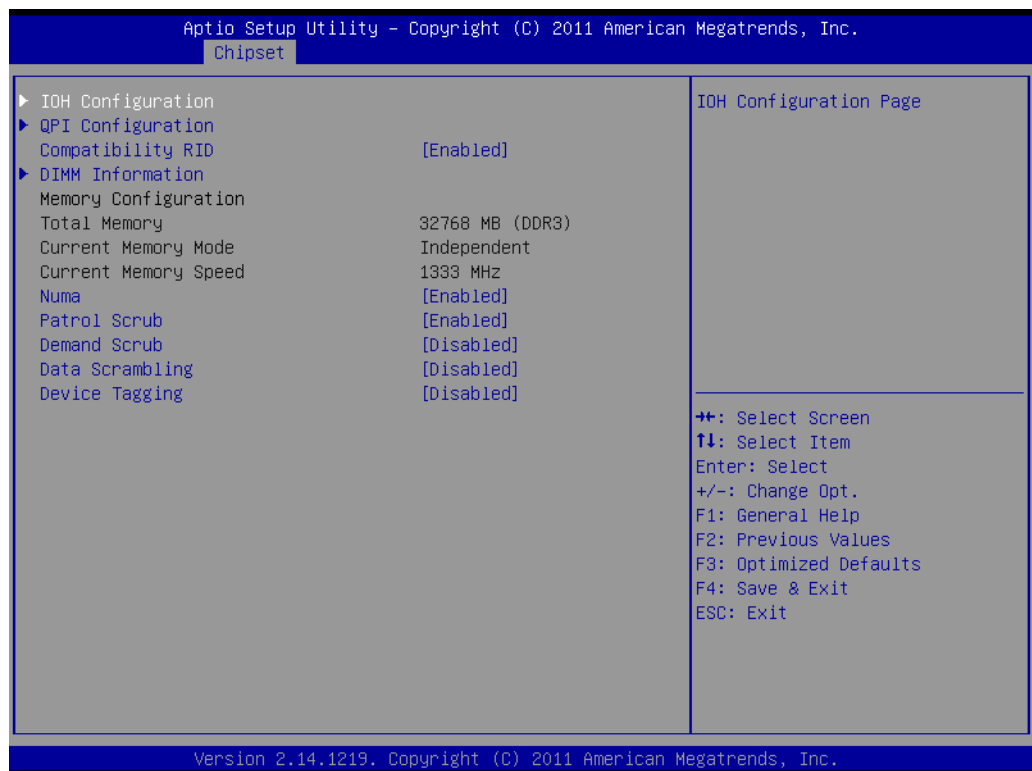 Aptio Setup Utility – Copyright (C) 2011 American Megatrends, Inc.
Chipset
IOH Configuration
QPI Configuration
Compatibility RID [Enabled]
DIMM Information
Memory Configuration
Total Memory 32768 MB (DDR3)
Current Memory Mode Independent
Current Memory Speed 1333 MHz
Numa [Enabled]
Patrol Scrub [Enabled]
Demand Scrub [Disabled]
Data Scrambling [Disabled]
Device Tagging [Disabled]
IOH Configuration Page
→←: Select Screen
↑↓: Select Item
Enter: Select
+/-: Change Opt.
F1: General Help
F2: Previous Values
F3: Optimized Defaults
F4: Save & Exit
ESC: Exit
Version 2.14.1219. Copyright (C) 2011 American Megatrends, Inc.